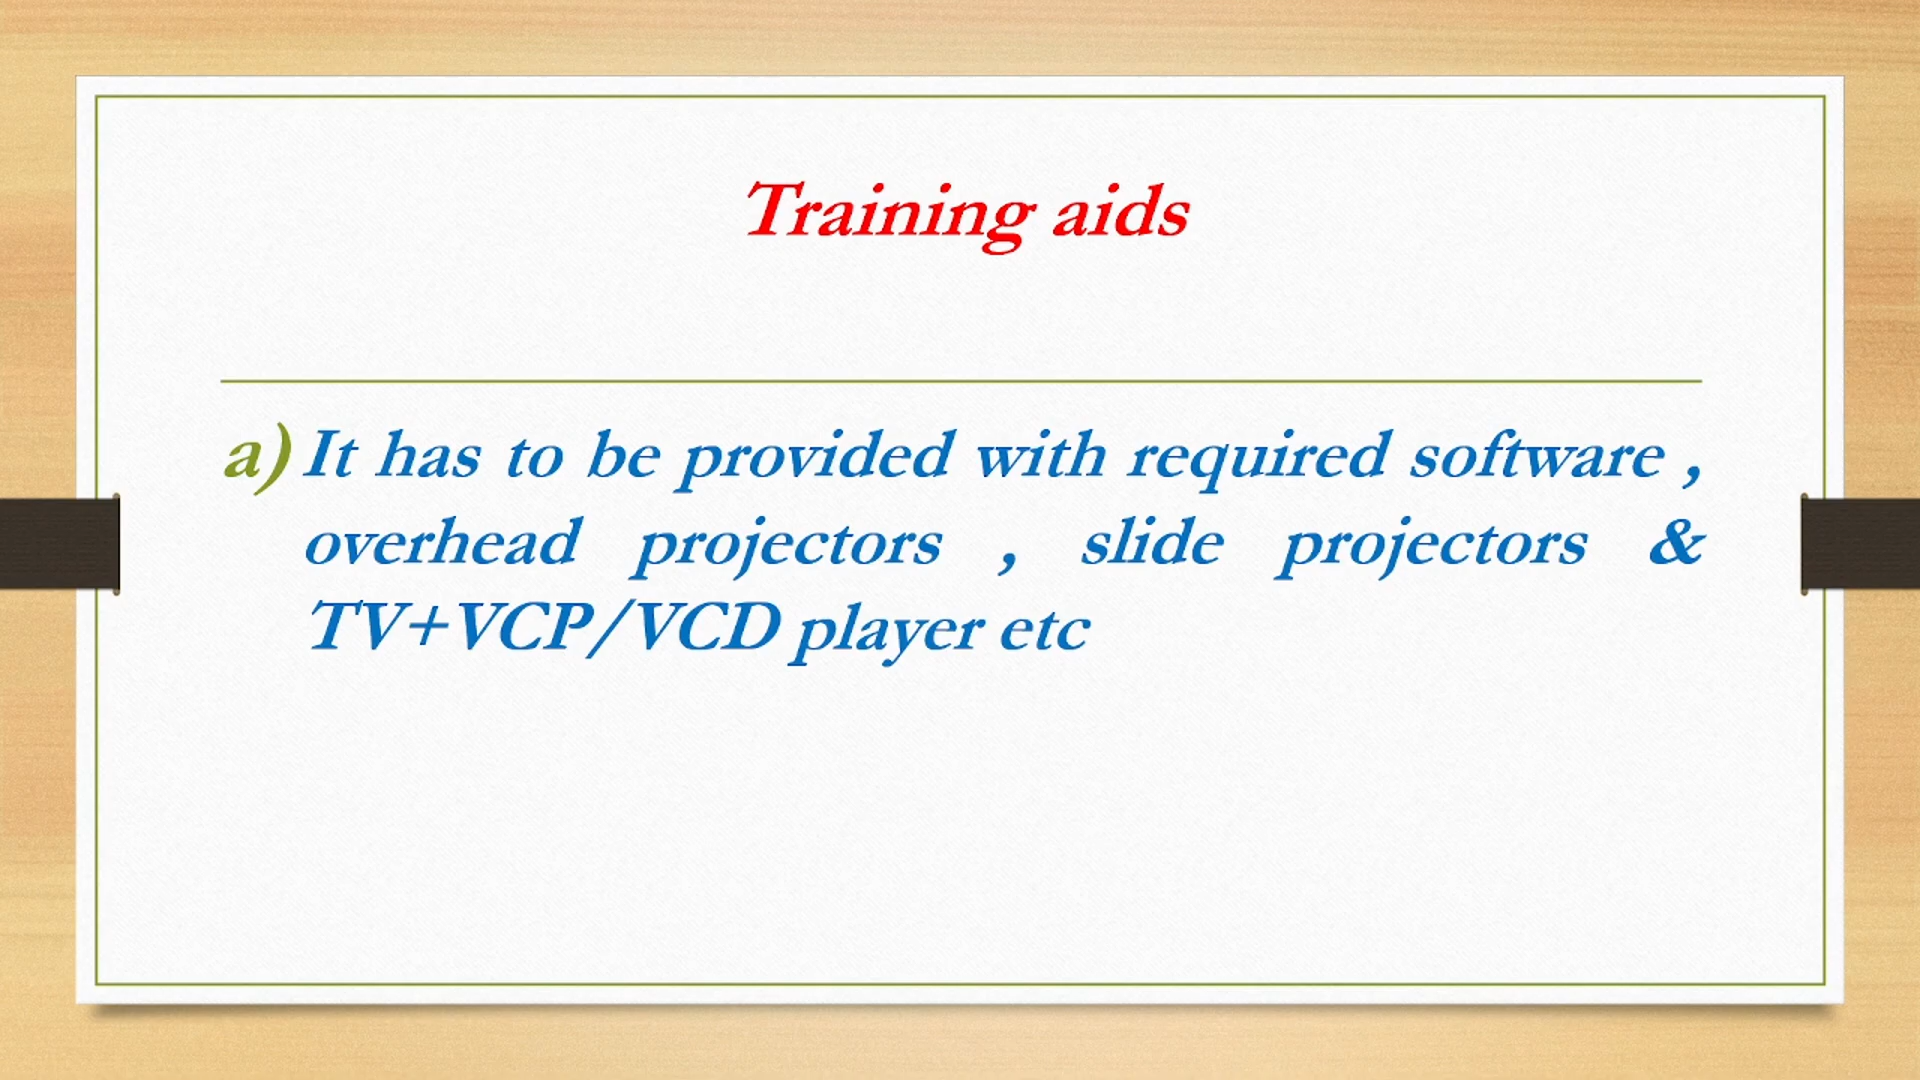 Training aids
a) It has to be provided with required software ,
overhead projectors , slide projectors &
TV+VCP/VCD player etc